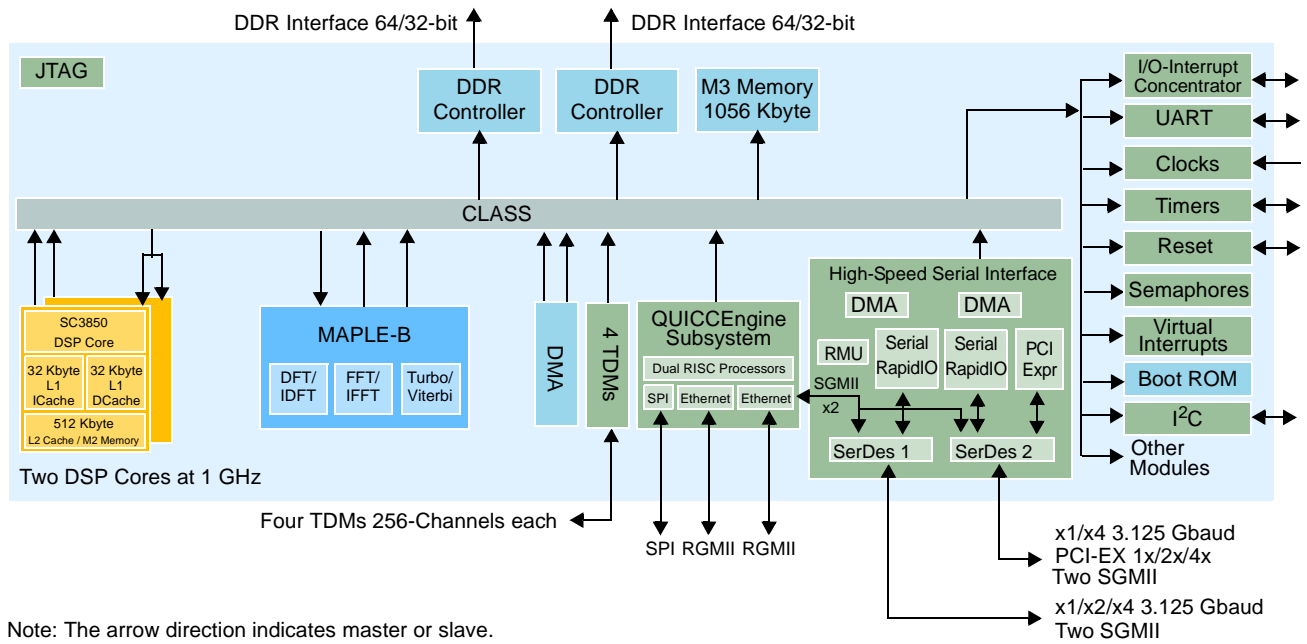 DDR Interface 64/32-bit
DDR Interface 64/32-bit
JTAG
DDR
Controller
DDR
Controller
M3 Memory
1056 Kbyte
I/O-Interrupt
Concentrator
UART
Clocks
Timers
Reset
Semaphores
Virtual
Interrupts
Boot ROM
I²C
Other
Modules
CLASS
SC3850
DSP Core
32 Kbyte
L1
ICache
32 Kbyte
L1
DCache
512 Kbyte
L2 Cache / M2 Memory
Two DSP Cores at 1 GHz
MAPLE-B
DFT/
IDFT
FFT/
IFFT
Turbo/
Viterbi
DMA
4 TDMs
QUICCEngine
Subsystem
Dual RISC Processors
SPI
Ethernet
Ethernet
SGMII
x2
High-Speed Serial Interface
DMA
DMA
RMU
Serial
RapidIO
Serial
RapidIO
PCI
Expr
SerDes 1
SerDes 2
Four TDMs 256-Channels each
SPI
RGMII
RGMII
x1/x4 3.125 Gbaud
PCI-EX 1x/2x/4x
Two SGMII
x1/x2/x4 3.125 Gbaud
Two SGMII
Note: The arrow direction indicates master or slave.